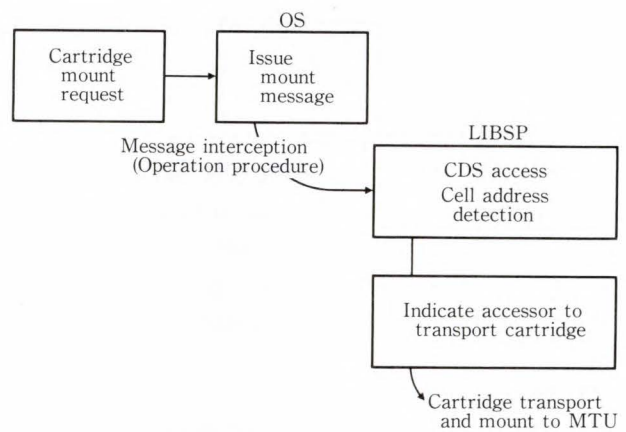 OS
Cartridge
mount
request
Issue
mount
message
Message interception
(Operation procedure)
LIBSP
CDS access
Cell address
detection
Indicate accessor to
transport cartridge
Cartridge transport
and mount to MTU